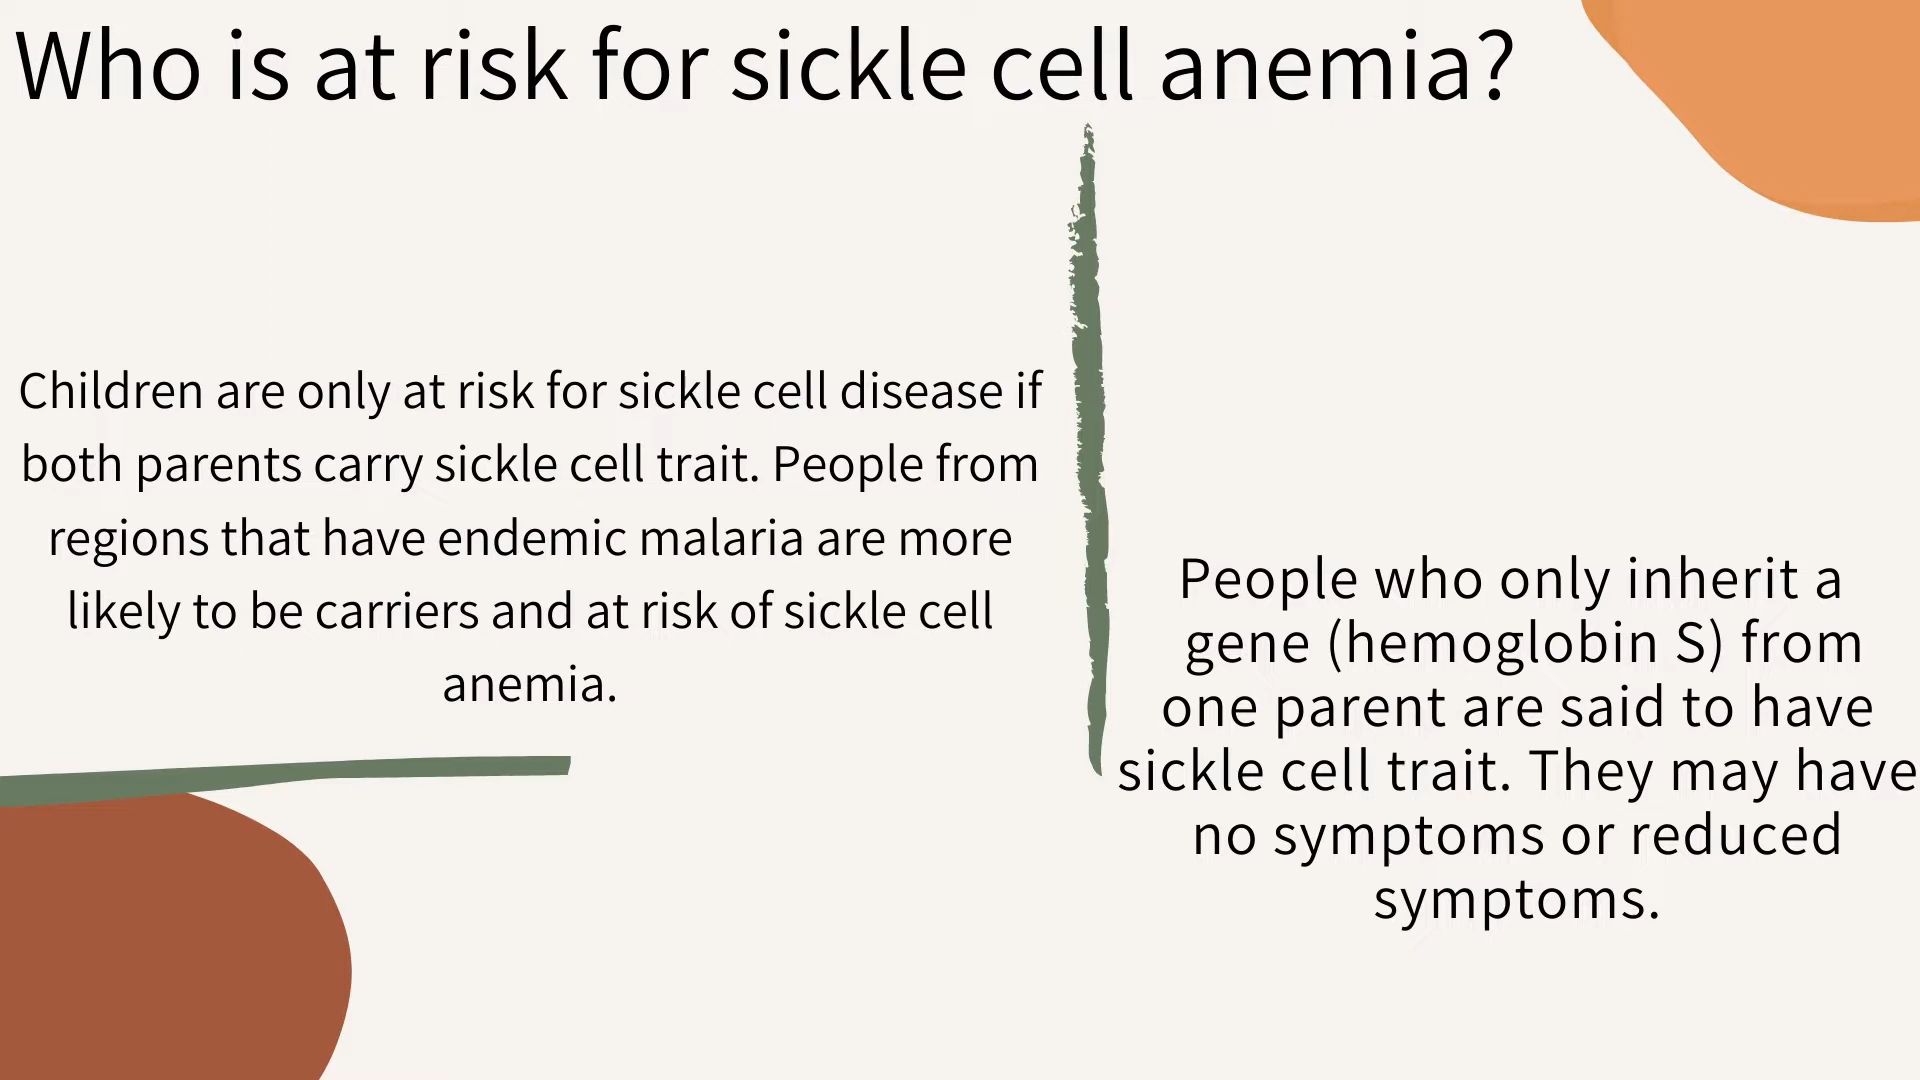 Who is at risk for sickle cell anemia?
Children are only at risk for sickle cell disease if
both parents carry sickle cell trait. People from
regions that have endemic malaria are more
likely to be carriers and at risk of sickle cell
anemia.
People who only inherit a
gene (hemoglobin S) from
one parent are said to have
sickle cell trait. They may have
no symptoms or reduced
symptoms.